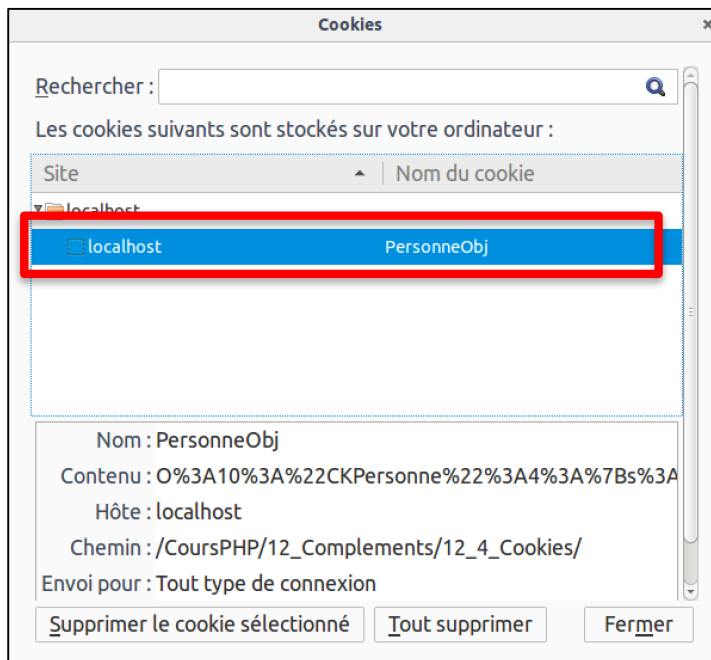 Cookies ×
Rechercher :
Les cookies suivants sont stockés sur votre ordinateur :
Site Nom du cookie
localhost
localhost PersonneObj
Nom : PersonneObj
Contenu : O%3A10%3A%22CKPersonne%22%3A4%3A%7Bs%3A
Hôte : localhost
Chemin : /CoursPHP/12_Complements/12_4_Cookies/
Envoi pour : Tout type de connexion
Supprimer le cookie sélectionné Tout supprimer Fermer